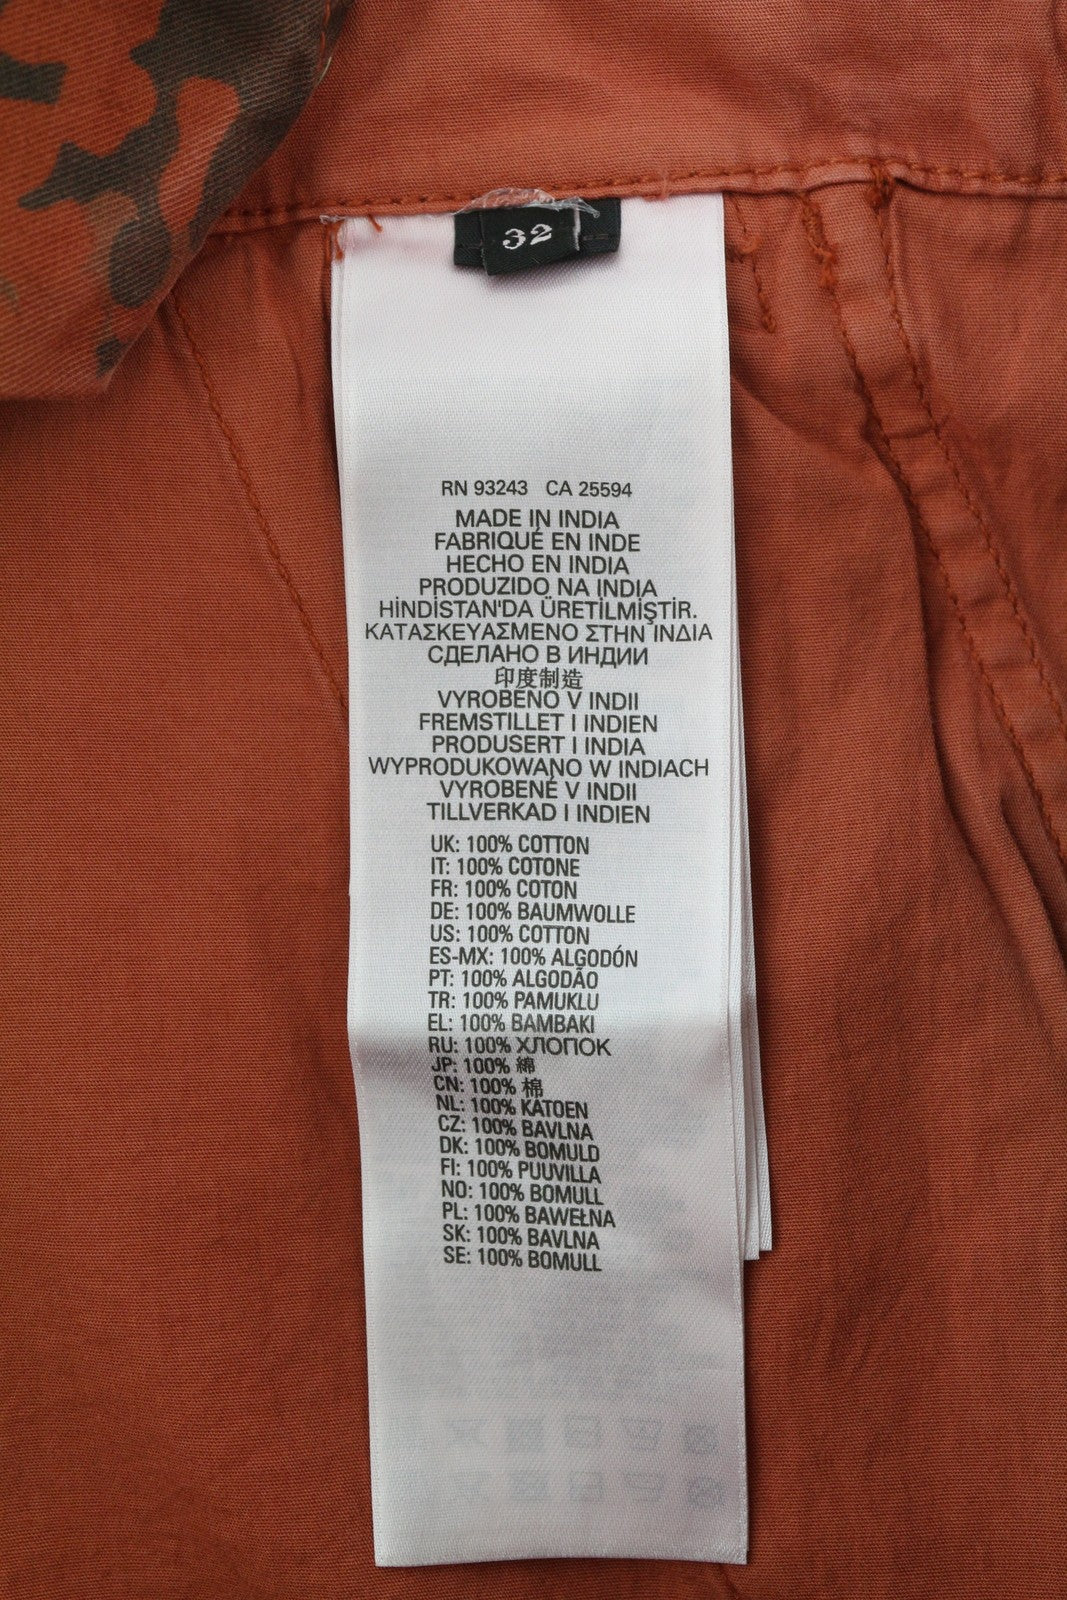 32
RN 93243 CA 25594
MADE IN INDIA
FABRIQUÉ EN INDE
HECHO EN INDIA
PRODUZIDO NA INDIA
HİNDİSTAN'DA ÜRETİLMİŞTİR.
ΚΑΤΑΣΚΕΥΑΣΜΕΝΟ ΣΤΗΝ ΙΝΔΙΑ
СДЕЛАНО В ИНДИИ
印度制造
VYROBENO V INDII
FREMSTILLET I INDIEN
PRODUSERT I INDIA
WYPRODUKOWANO W INDIACH
VYROBENÉ V INDII
TILLVERKAD I INDIEN
UK: 100% COTTON
IT: 100% COTONE
FR: 100% COTON
DE: 100% BAUMWOLLE
US: 100% COTTON
ES-MX: 100% ALGODÓN
PT: 100% ALGODÃO
TR: 100% PAMUKLU
EL: 100% ΒΑΜΒΑΚΙ
RU: 100% ХЛОПОК
JP: 100% 綿
CN: 100% 棉
NL: 100% KATOEN
CZ: 100% BAVLNA
DK: 100% BOMULD
FI: 100% PUUVILLA
NO: 100% BOMULL
PL: 100% BAWEŁNA
SK: 100% BAVLNA
SE: 100% BOMULL